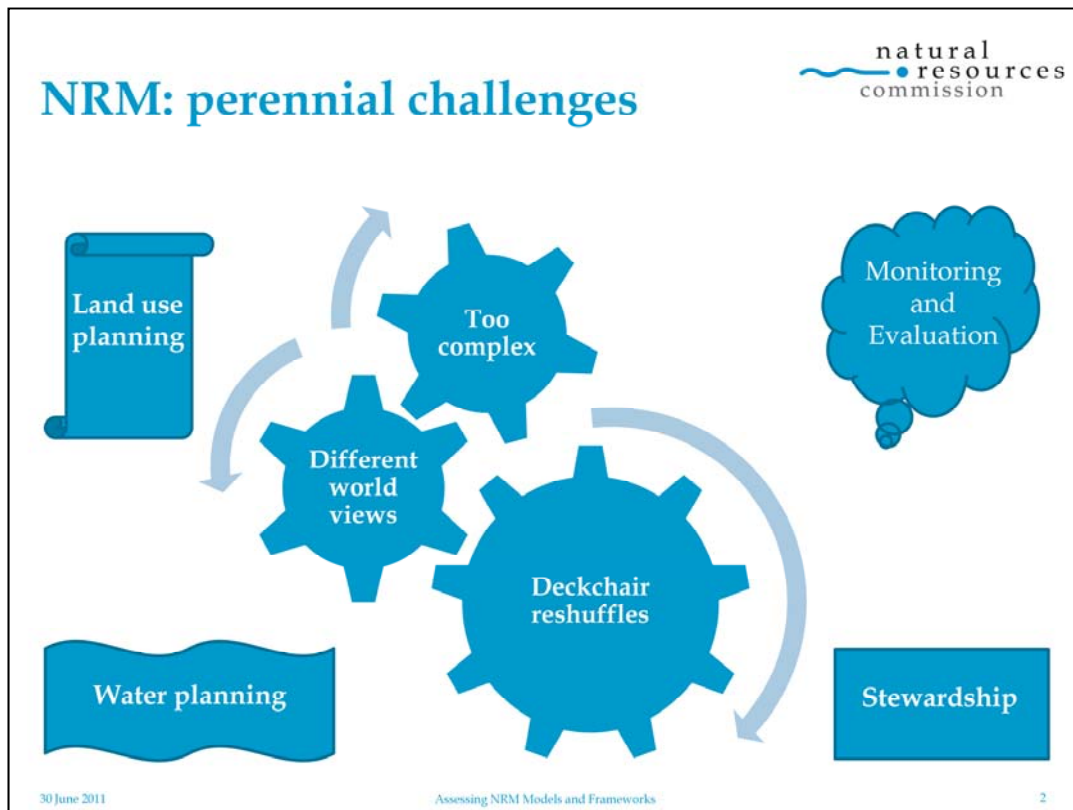 natural
resources
commission
NRM: perennial challenges
Land use
planning
Too
complex
Monitoring
and
Evaluation
Different
world
views
Deckchair
reshuffles
Water planning
Stewardship
30 June 2011
Assessing NRM Models and Frameworks
2